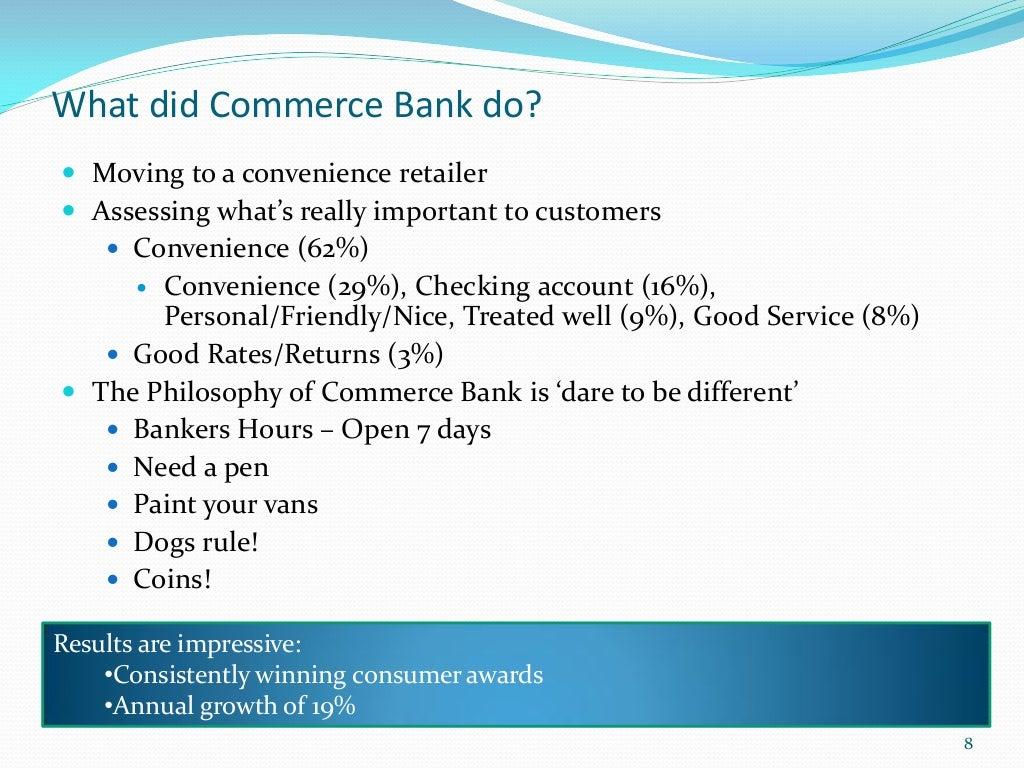 What did Commerce Bank do?
• Moving to a convenience retailer
• Assessing what’s really important to customers
• Convenience (62%)
• Convenience (29%), Checking account (16%),
Personal/Friendly/Nice, Treated well (9%), Good Service (8%)
• Good Rates/Returns (3%)
• The Philosophy of Commerce Bank is ‘dare to be different’
• Bankers Hours – Open 7 days
• Need a pen
• Paint your vans
• Dogs rule!
• Coins!
Results are impressive:
•Consistently winning consumer awards
•Annual growth of 19%
8